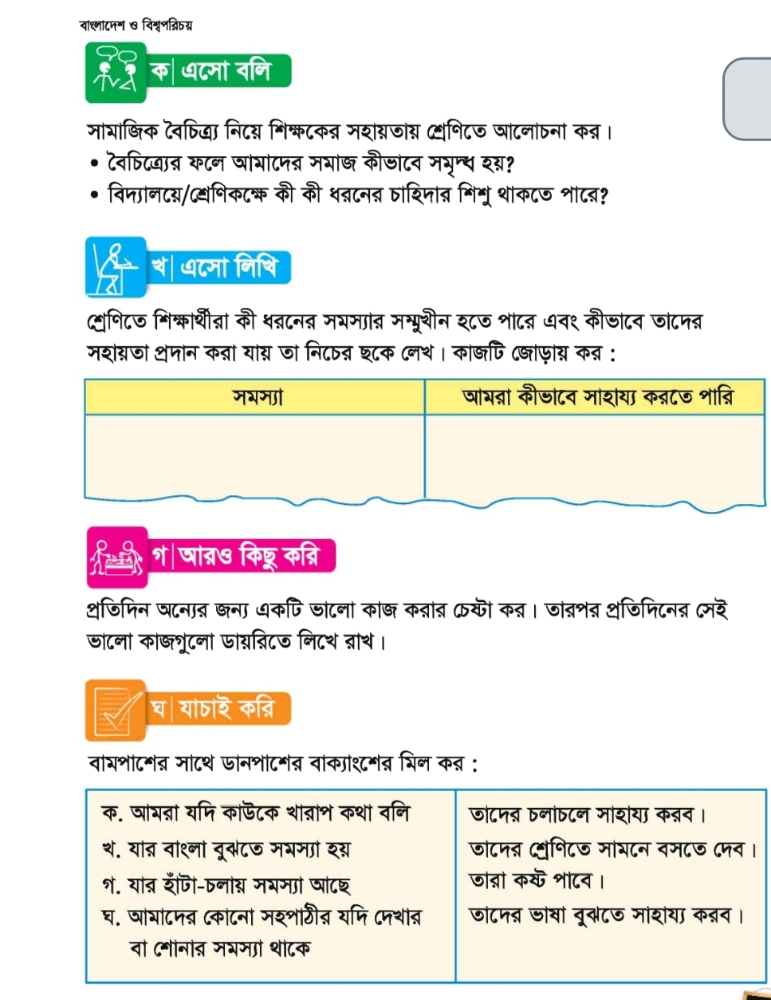 বাংলাদেশ ও বিশ্বপরিচয়
ক| এসো বলি
সামাজিক বৈচিত্র্য নিয়ে শিক্ষকের সহায়তায় শ্রেণিতে আলোচনা কর।
• বৈচিত্র্যের ফলে আমাদের সমাজ কীভাবে সমৃদ্ধ হয়?
• বিদ্যালয়ে/শ্রেণিকক্ষে কী কী ধরনের চাহিদার শিশু থাকতে পারে?
খ| এসো লিখি
শ্রেণিতে শিক্ষার্থীরা কী ধরনের সমস্যার সম্মুখীন হতে পারে এবং কীভাবে তাদের
সহায়তা প্রদান করা যায় তা নিচের ছকে লেখ। কাজটি জোড়ায় কর :
সমস্যা
আমরা কীভাবে সাহায্য করতে পারি
গ| আরও কিছু করি
প্রতিদিন অন্যের জন্য একটি ভালো কাজ করার চেষ্টা কর। তারপর প্রতিদিনের সেই
ভালো কাজগুলো ডায়রিতে লিখে রাখ।
ঘ| যাচাই করি
বামপাশের সাথে ডানপাশের বাক্যাংশের মিল কর :
ক. আমরা যদি কাউকে খারাপ কথা বলি
খ. যার বাংলা বুঝতে সমস্যা হয়
গ. যার হাঁটা-চলায় সমস্যা আছে
ঘ. আমাদের কোনো সহপাঠীর যদি দেখার
বা শোনার সমস্যা থাকে
তাদের চলাচলে সাহায্য করব।
তাদের শ্রেণিতে সামনে বসতে দেব।
তারা কষ্ট পাবে।
তাদের ভাষা বুঝতে সাহায্য করব।